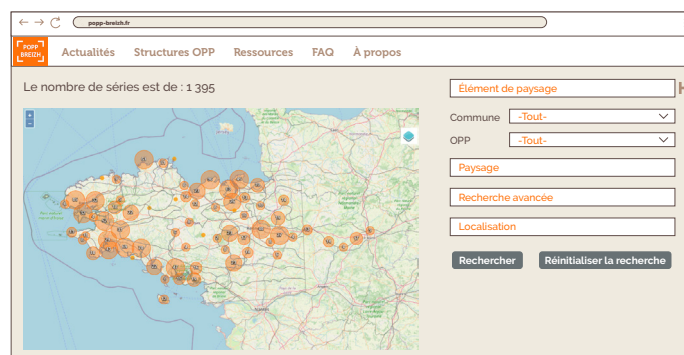 popp-breizh.fr
POPP
BREIZH
Actualités Structures OPP Ressources FAQ À propos
Le nombre de séries est de : 1 395
Élément de paysage
Commune -Tout-
OPP -Tout-
Paysage
Recherche avancée
Localisation
Rechercher Réinitialiser la recherche